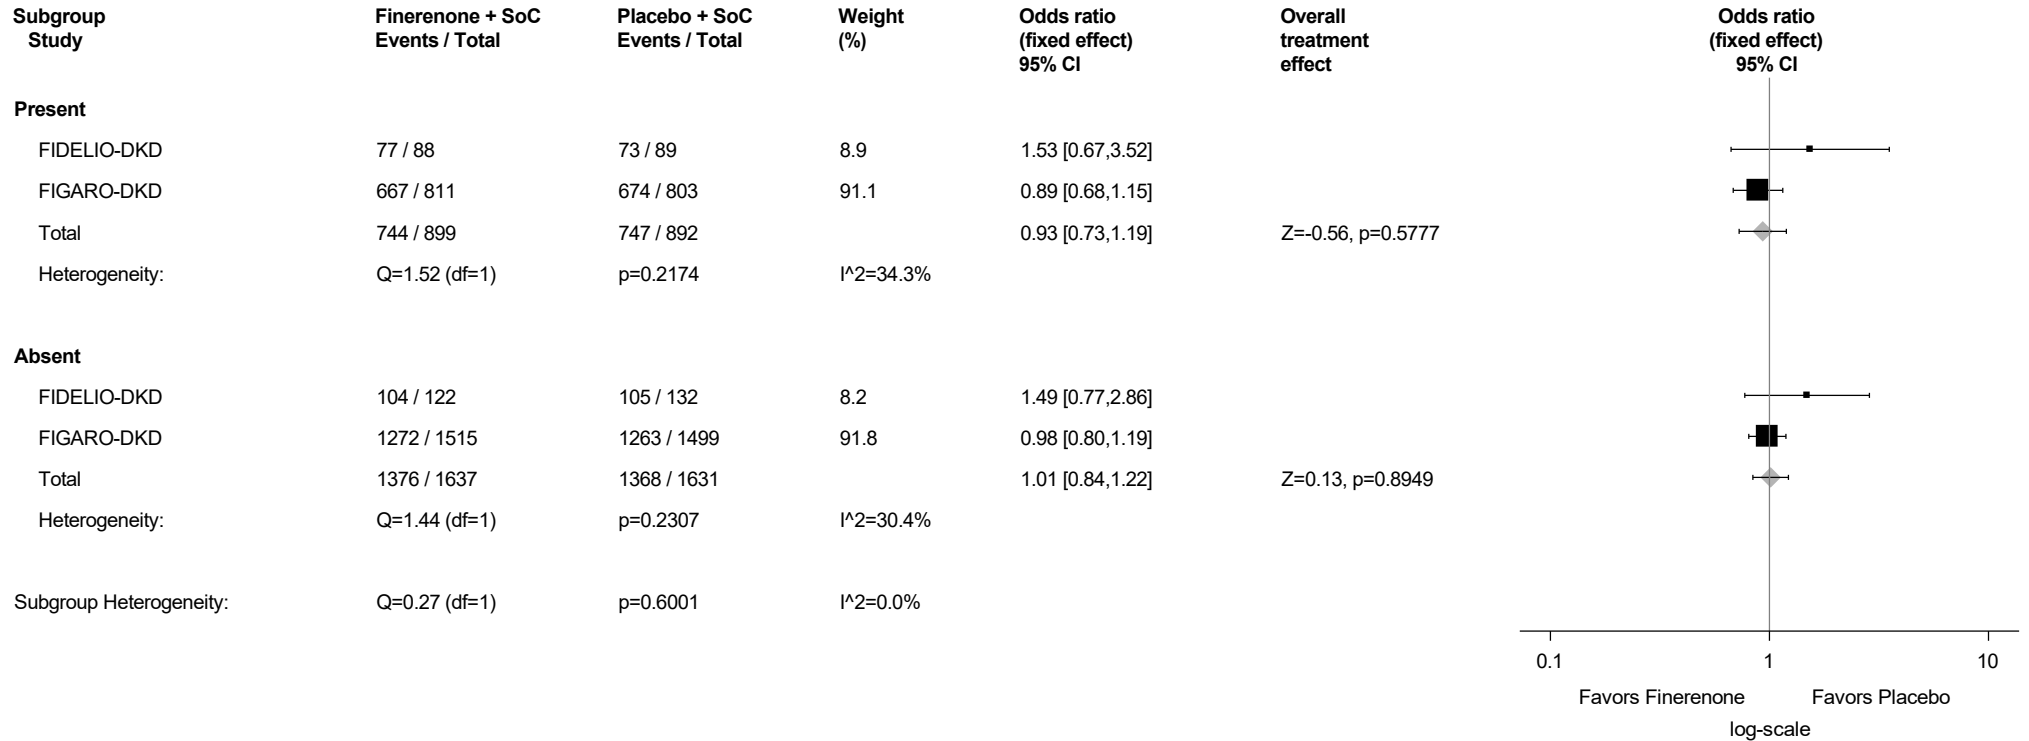 Subgroup Finerenone + SoC Placebo + SoC Weight Odds ratio Overall Odds ratio
Study Events / Total Events / Total (%) (fixed effect) treatment (fixed effect)
95% CI effect 95% CI
Present
FIDELIO-DKD 77 / 88 73 / 89 8.9 1.53 [0.67,3.52]
FIGARO-DKD 667 / 811 674 / 803 91.1 0.89 [0.68,1.15]
Total 744 / 899 747 / 892 0.93 [0.73,1.19] Z=-0.56, p=0.5777
Heterogeneity: Q=1.52 (df=1) p=0.2174 I^2=34.3%
Absent
FIDELIO-DKD 104 / 122 105 / 132 8.2 1.49 [0.77,2.86]
FIGARO-DKD 1272 / 1515 1263 / 1499 91.8 0.98 [0.80,1.19]
Total 1376 / 1637 1368 / 1631 1.01 [0.84,1.22] Z=0.13, p=0.8949
Heterogeneity: Q=1.44 (df=1) p=0.2307 I^2=30.4%
Subgroup Heterogeneity: Q=0.27 (df=1) p=0.6001 I^2=0.0%
0.1 1 10
Favors Finerenone Favors Placebo
log-scale